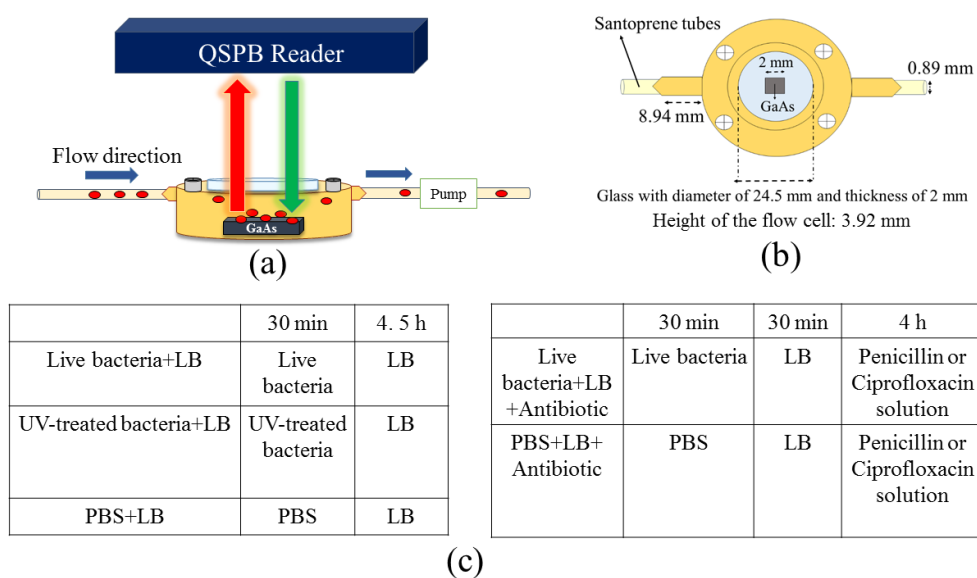 QSPB Reader
Flow direction
Pump
GaAs
(a)
Santoprene tubes
2 mm
0.89 mm
GaAs
8.94 mm
Glass with diameter of 24.5 mm and thickness of 2 mm
Height of the flow cell: 3.92 mm
(b)
30 min 4. 5 h
Live bacteria+LB Live LB
bacteria
UV-treated bacteria+LB UV-treated LB
bacteria
PBS+LB PBS LB
30 min 30 min 4 h
Live Live bacteria LB Penicillin or
bacteria+LB Ciprofloxacin
+Antibiotic solution
PBS+LB+ PBS LB Penicillin or
Antibiotic Ciprofloxacin
solution
(c)